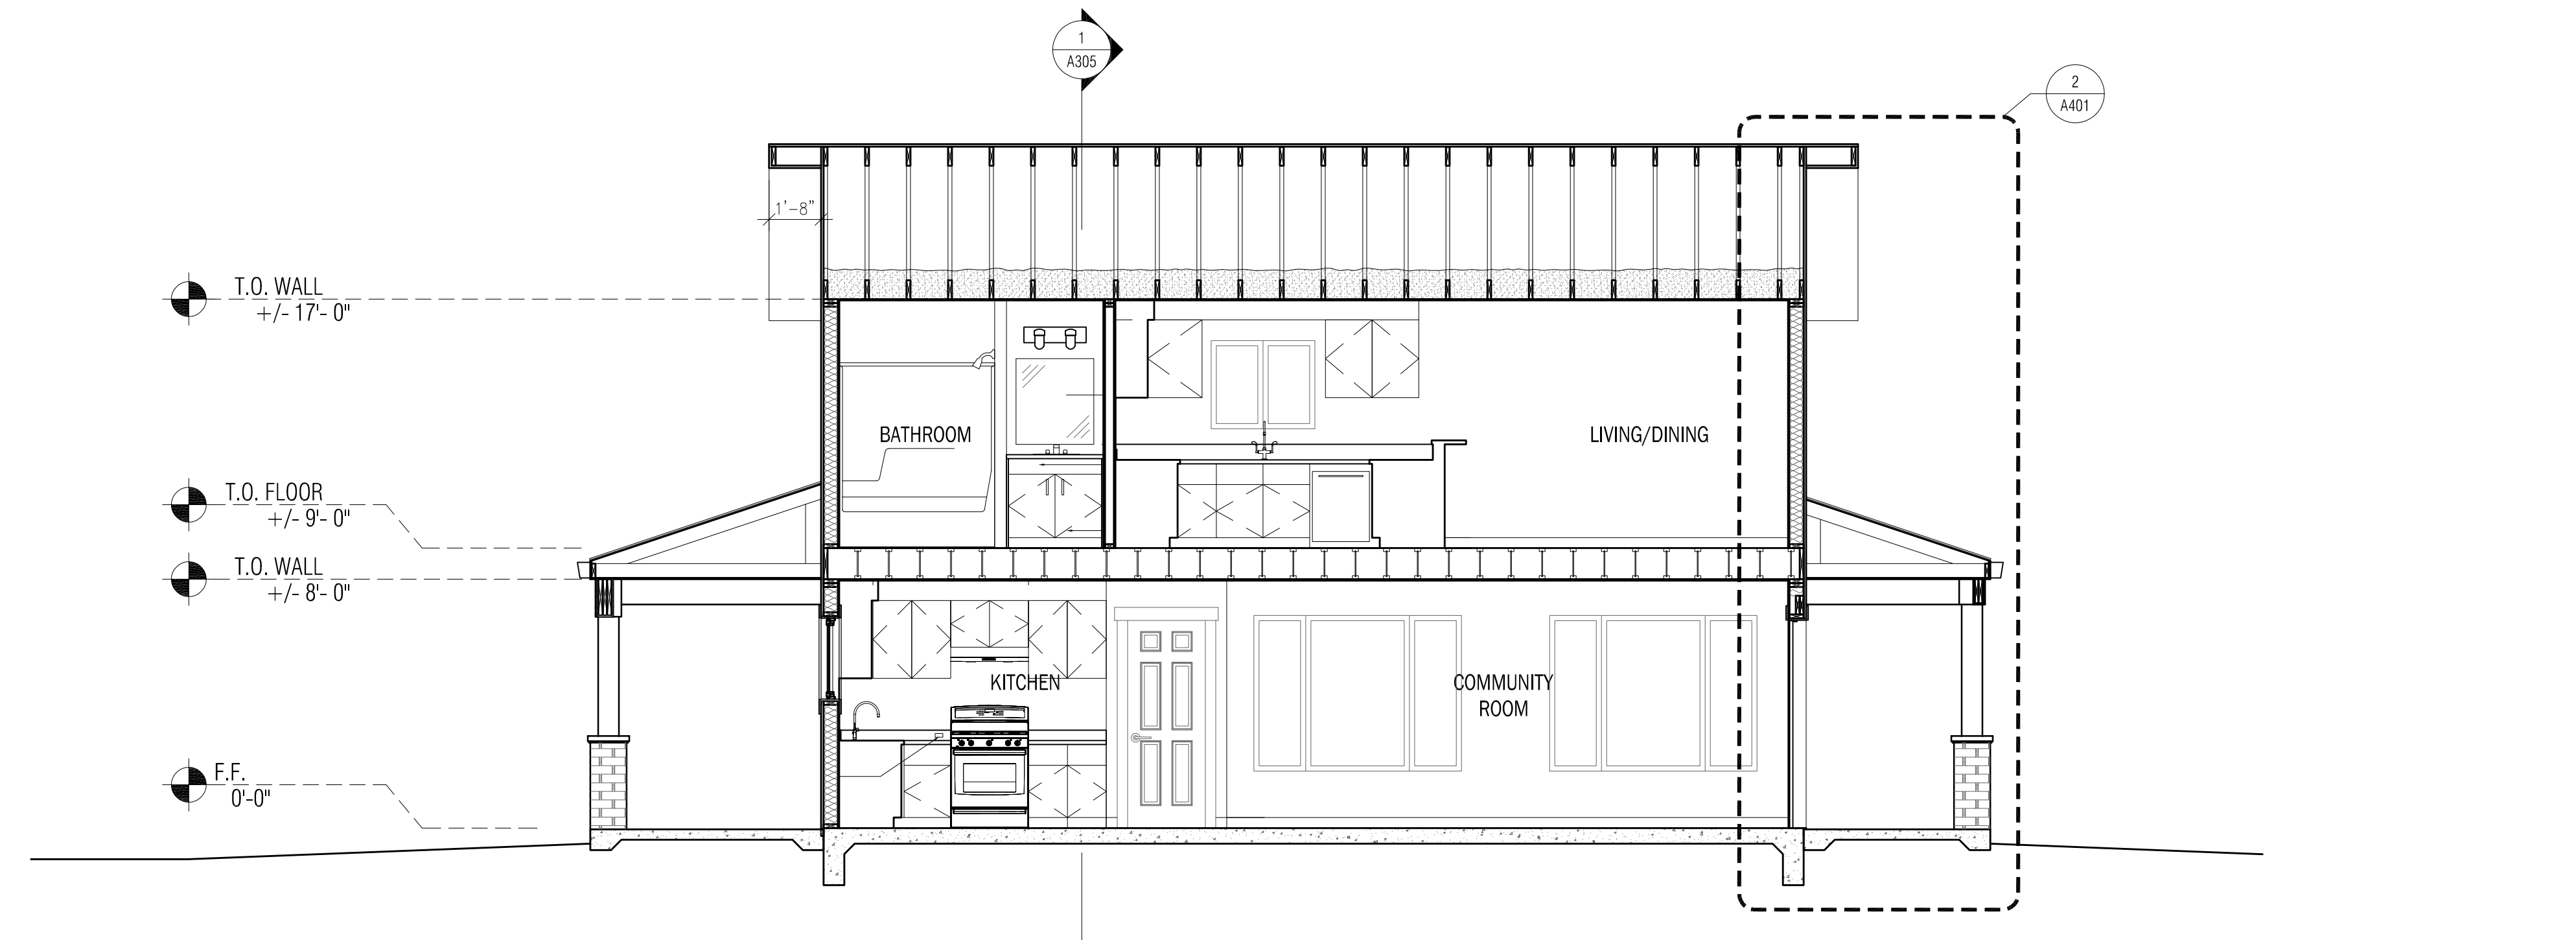 1
A305
2
A401
1'-8"
T.O. WALL
+/- 17'- 0"
BATHROOM
LIVING/DINING
T.O. FLOOR
+/- 9'- 0"
T.O. WALL
+/- 8'- 0"
KITCHEN
COMMUNITY
ROOM
F.F.
0'-0"